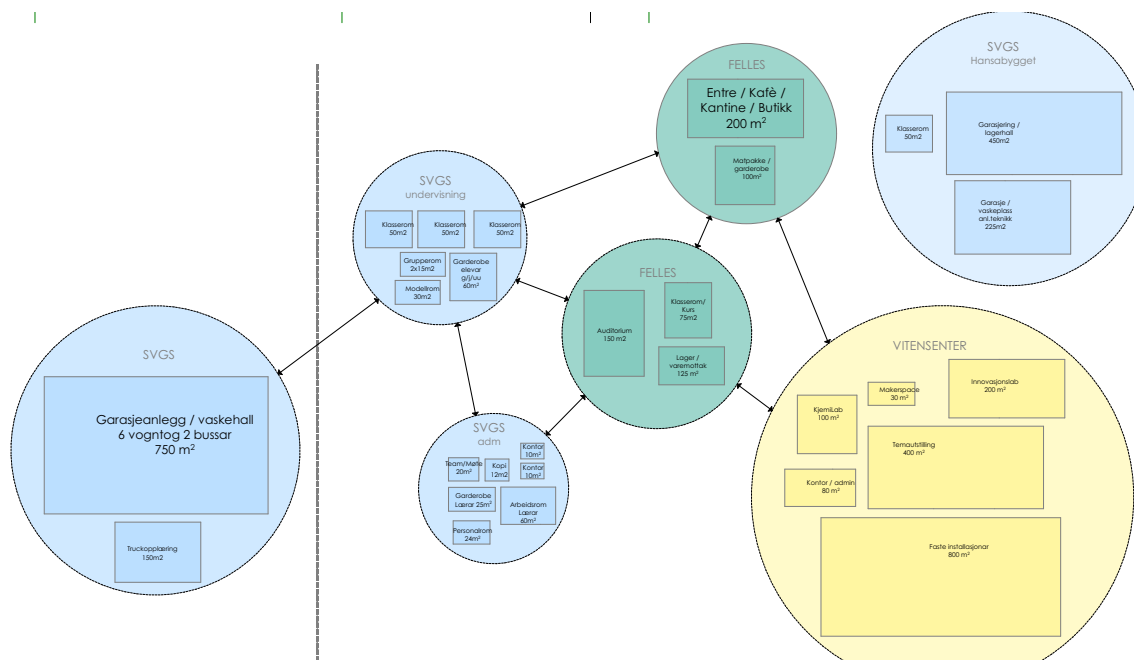 FELLES
Entre / Kafè /
Kantine / Butikk
200 m²
Matpakke /
garderobe
100m²
SVGS
Hansabygget
Klasserom
50m2
Garasjering /
lagerhall
450m2
Garasje /
vaskeplass
anl.teknikk
225m2
SVGS
undervisning
Klasserom
50m2
Klasserom
50m2
Klasserom
50m2
Grupperom
2x15m2
Garderobe
elevar
g/j/uu
60m²
Modellrom
30m2
FELLES
Auditorium
150 m2
Klasserom/
Kurs
75m2
Lager /
varemottak
125 m²
SVGS
Garasjeanlegg / vaskehall
6 vogntog 2 bussar
750 m²
Truckopplæring
150m2
SVGS
adm
Kontor
10m²
Team/Møte
20m²
Kopi
12m2
Kontor
10m²
Garderobe
Lærar 25m²
Arbeidsrom
Lærar
60m²
Personalrom
24m²
VITENSENTER
Innovasjonslab
200 m²
Makerspace
30 m²
KjemiLab
100 m²
Temautstilling
400 m²
Kontor / admin
80 m²
Faste installasjonar
800 m²